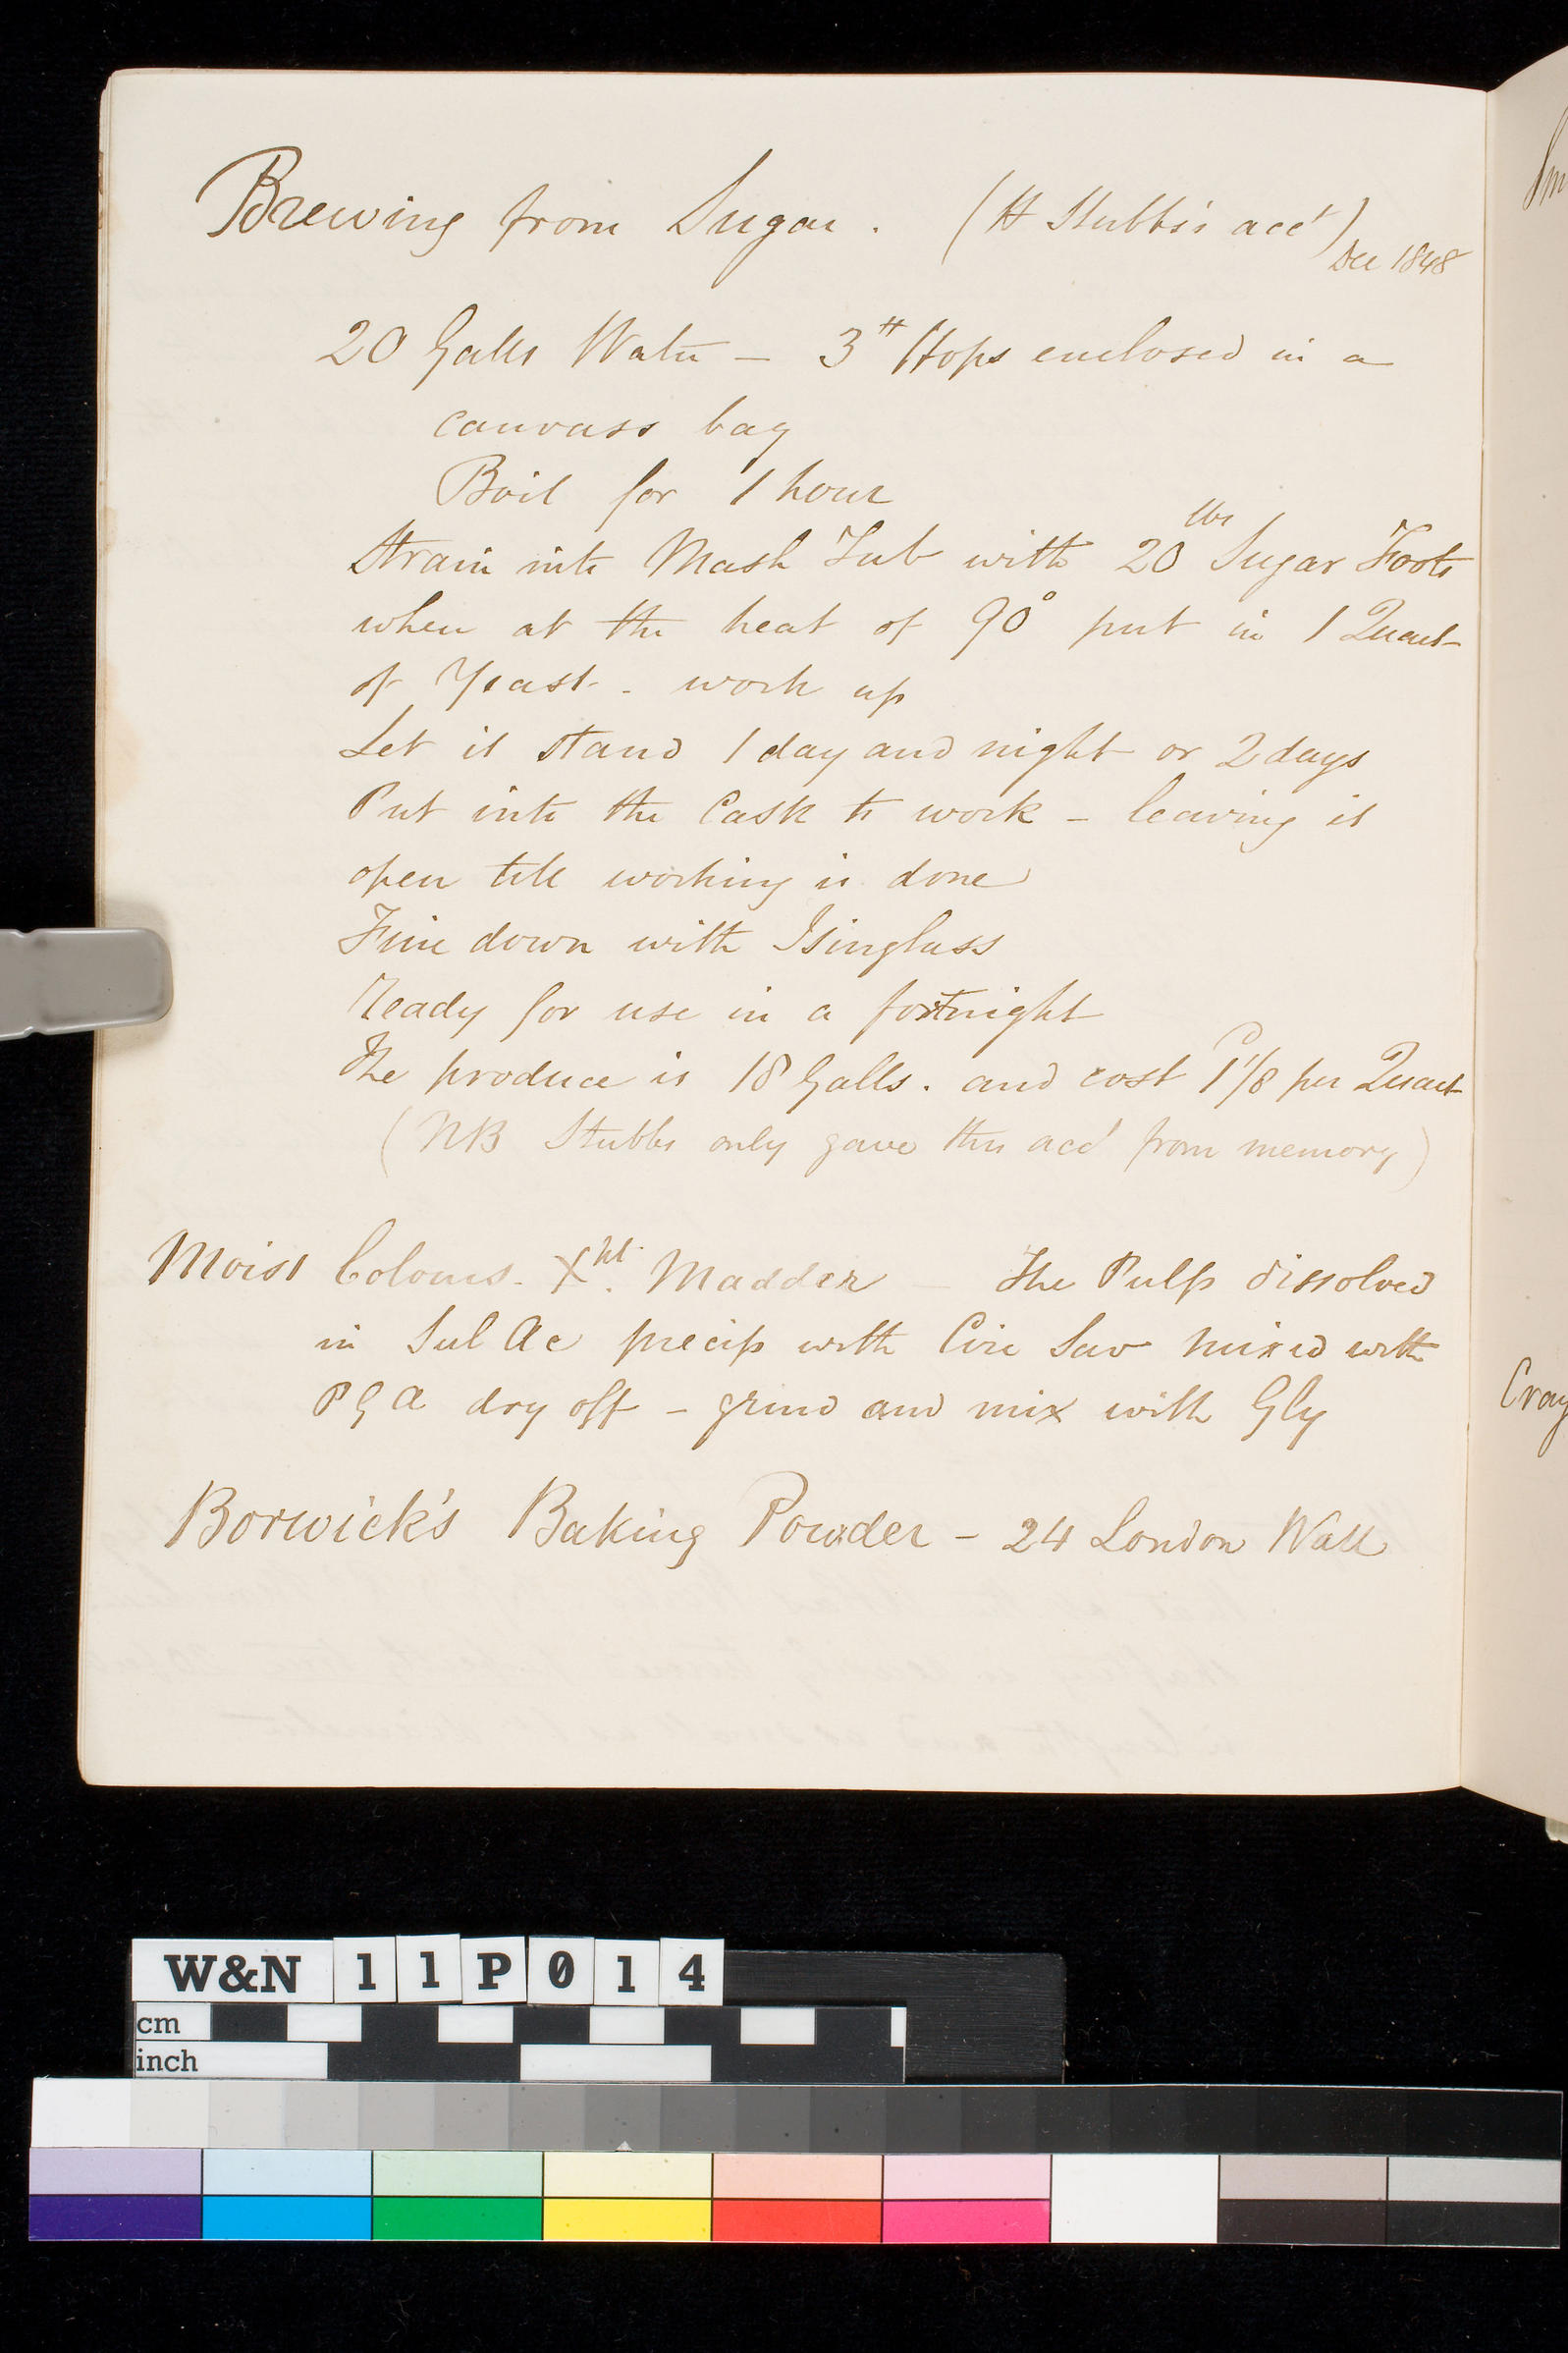 Brewing from Sugar. (H Stubbs's acct)
Dec 1848
20 Galls Water — 3 # Hops enclosed in a
canvass bag
Boil for 1 hour
Strain into Mash Tub with 20 lbs Sugar Foots
when at the heat of 90° put in 1 Quart
of Yeast - work up
Let it stand 1 day and night or 2 days
Put into the Cask to work — leaving it
open till working is done
Fine down with Isinglass
Ready for use in a fortnight
The produce is 18 Galls. and cost 1 1/8 per Quart
(NB Stubbs only gave this acct from memory)
Moist Colours. Madder — The Pulp dissolved
in Sul Ac precip with Cire Sav mixed with
PGA dry off — grind and mix with Gly
Borwick's Baking Powder — 24 London Wall
Cray
W&N 11P014
cm
inch